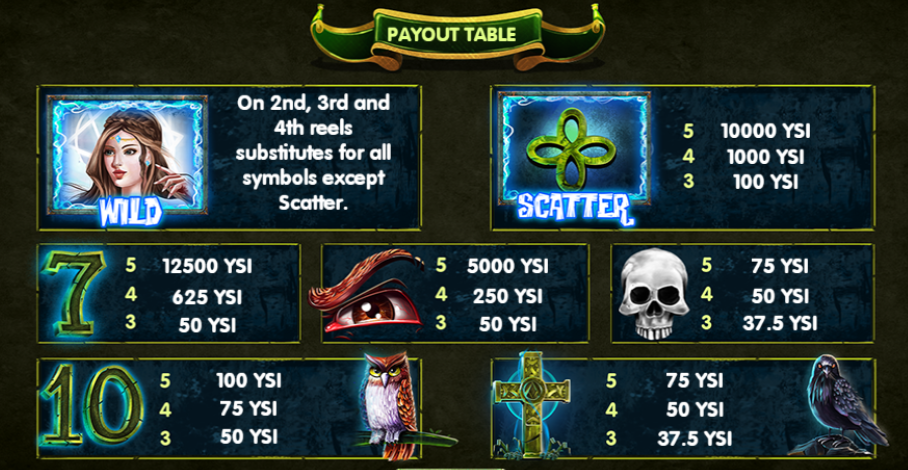 PAYOUT TABLE
On 2nd, 3rd and
4th reels
substitutes for all
symbols except
Scatter.
WILD
5 10000 YSI
4 1000 YSI
3 100 YSI
SCATTER
7
5 12500 YSI
4 625 YSI
3 50 YSI
5 5000 YSI
4 250 YSI
3 50 YSI
5 75 YSI
4 50 YSI
3 37.5 YSI
10
5 100 YSI
4 75 YSI
3 50 YSI
5 75 YSI
4 50 YSI
3 37.5 YSI